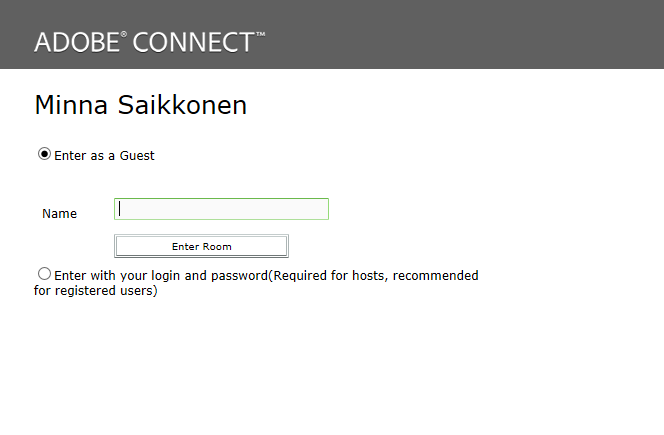 ADOBE® CONNECT™
Minna Saikkonen
Enter as a Guest
Name
Enter Room
Enter with your login and password(Required for hosts, recommended
for registered users)